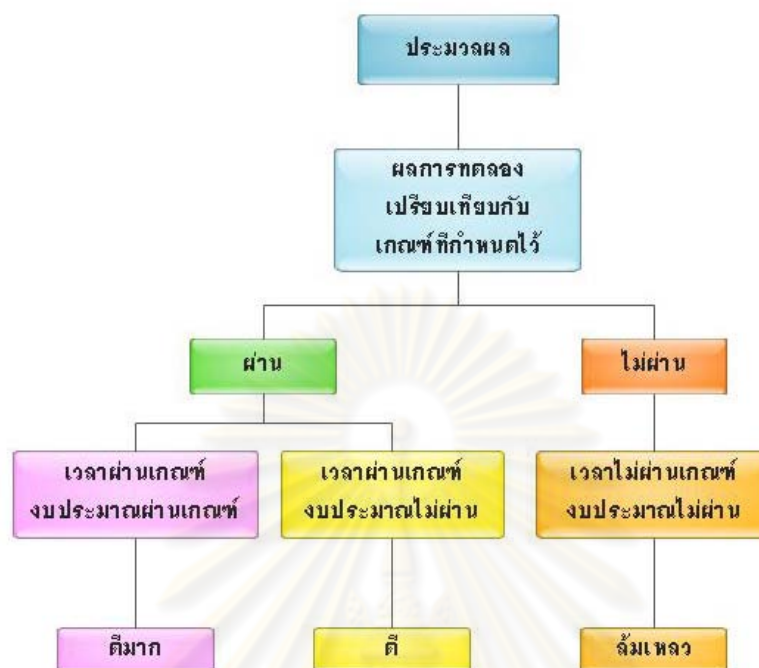 ประมวลผล
ผลการทดลอง
เปรียบเทียบกับ
เกณฑ์ที่กำหนดไว้
ผ่าน
ไม่ผ่าน
เวลาผ่านเกณฑ์
งบประมาณผ่านเกณฑ์
เวลาผ่านเกณฑ์
งบประมาณไม่ผ่าน
เวลาไม่ผ่านเกณฑ์
งบประมาณไม่ผ่าน
ดีมาก
ดี
ล้มเหลว